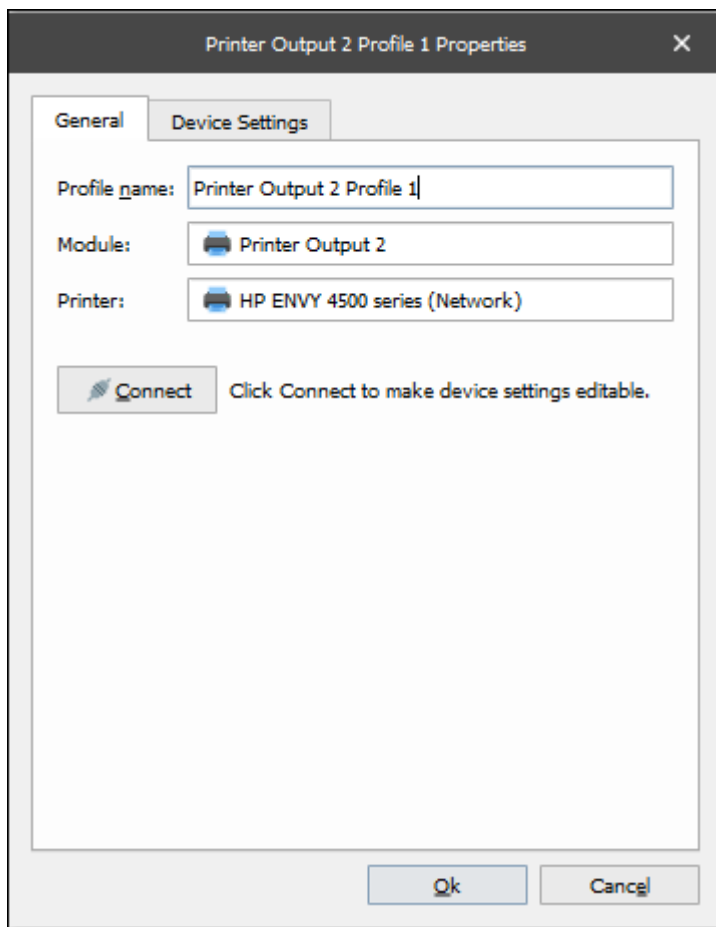 Printer Output 2 Profile 1 Properties
General Device Settings
Profile name: Printer Output 2 Profile 1
Module: Printer Output 2
Printer: HP ENVY 4500 series (Network)
Connect Click Connect to make device settings editable.
Ok Cancel